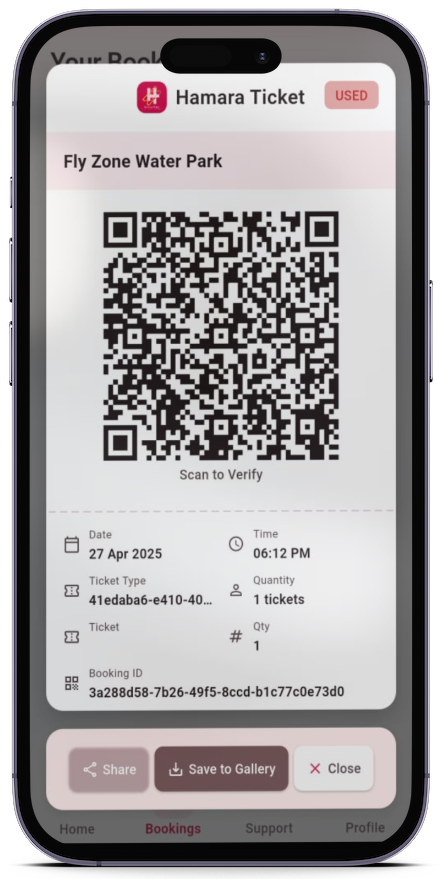 Your Book
Hamara Ticket
USED
Fly Zone Water Park
Scan to Verify
Date
27 Apr 2025
Time
06:12 PM
Ticket Type
41edaba6-e410-40...
Quantity
1 tickets
Ticket
Qty
1
Booking ID
3a288d58-7b26-49f5-8ccd-b1c77c0e73d0
Share
Save to Gallery
Close
Home
Bookings
Support
Profile